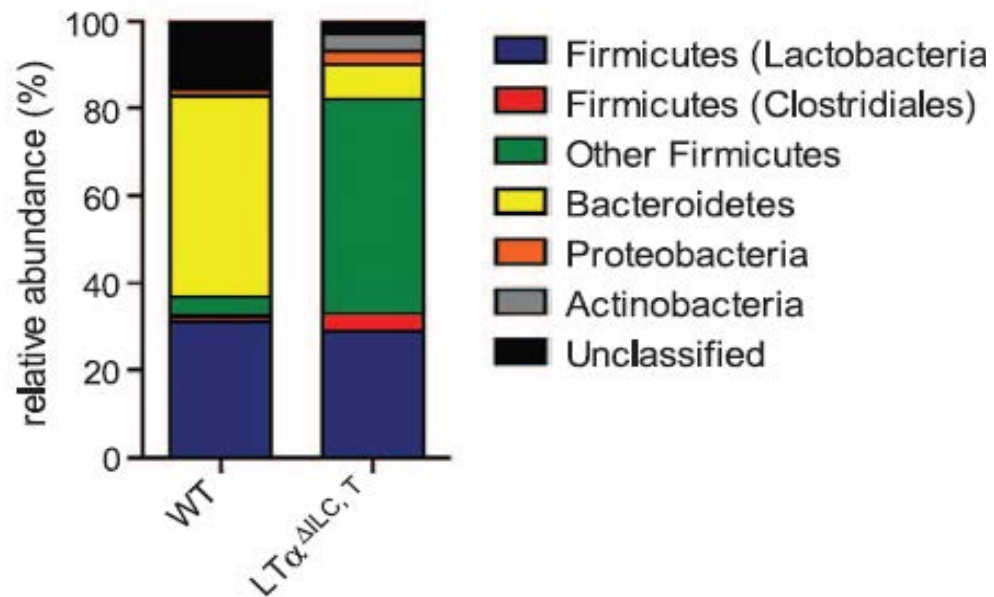 relative abundance (%)
100
80
60
40
20
0
WT
LTα ΔILC, T
Firmicutes (Lactobacteria
Firmicutes (Clostridiales)
Other Firmicutes
Bacteroidetes
Proteobacteria
Actinobacteria
Unclassified